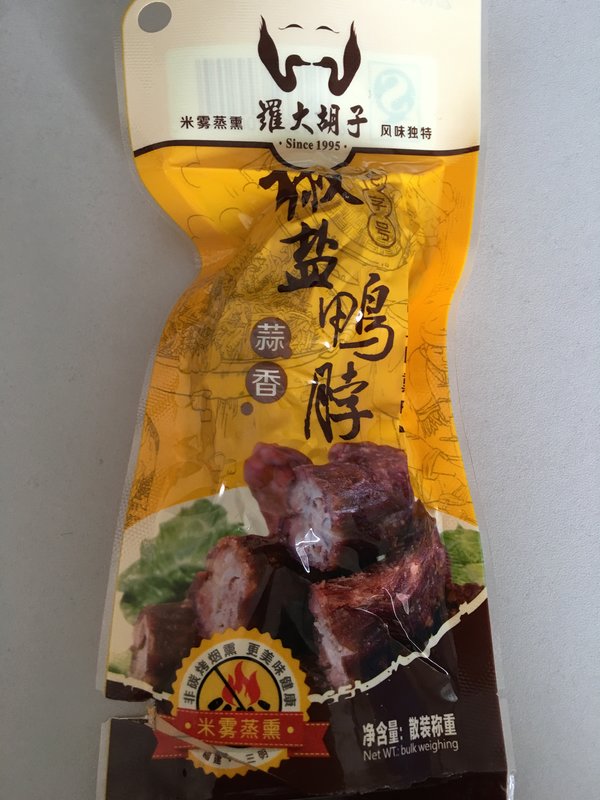 米雾蒸熏
羅大胡子
风味独特
·Since 1995·
椒盐鸭脖
蒜香
非碳烤烟熏 更美味健康
·米雾蒸熏·
净含量：散装称重
Net WT.: bulk weighing